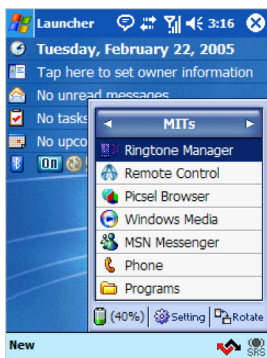 Launcher 3:16
Tuesday, February 22, 2005
Tap here to set owner information
No unread messages
No tasks
No upco
On
MITs
Ringtone Manager
Remote Control
Picsel Browser
Windows Media
MSN Messenger
Phone
Programs
(40%) Setting Rotate
New
SRS